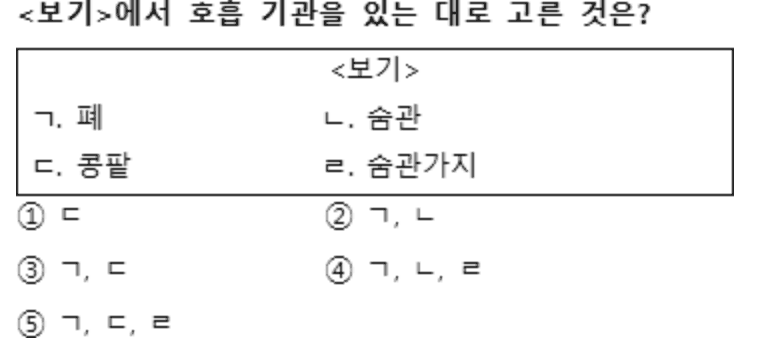 <보기>에서 호흡 기관을 있는 대로 고른 것은?
<보기>
ㄱ. 폐 ㄴ. 숨관
ㄷ. 콩팥 ㄹ. 숨관가지
① ㄷ ② ㄱ, ㄴ
③ ㄱ, ㄷ ④ ㄱ, ㄴ, ㄹ
⑤ ㄱ, ㄷ, ㄹ